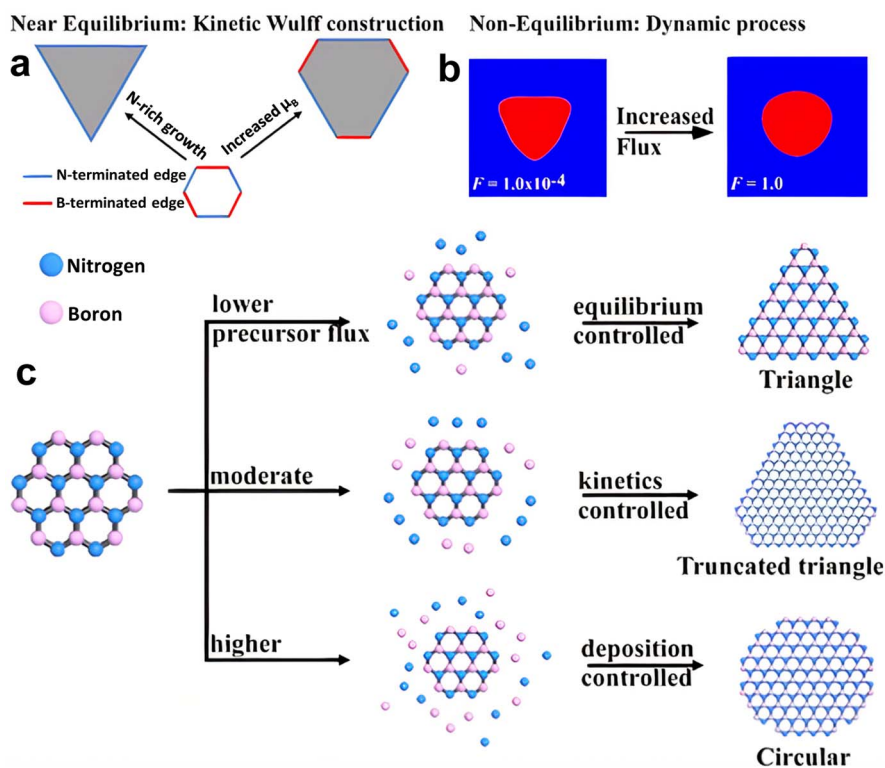 Near Equilibrium: Kinetic Wulff construction
Non-Equilibrium: Dynamic process
a
N-rich growth
Increased μB
N-terminated edge
B-terminated edge
b
F = 1.0x10-4
Increased
Flux
F = 1.0
Nitrogen
Boron
c
lower
precursor flux
equilibrium
controlled
Triangle
moderate
kinetics
controlled
Truncated triangle
higher
deposition
controlled
Circular